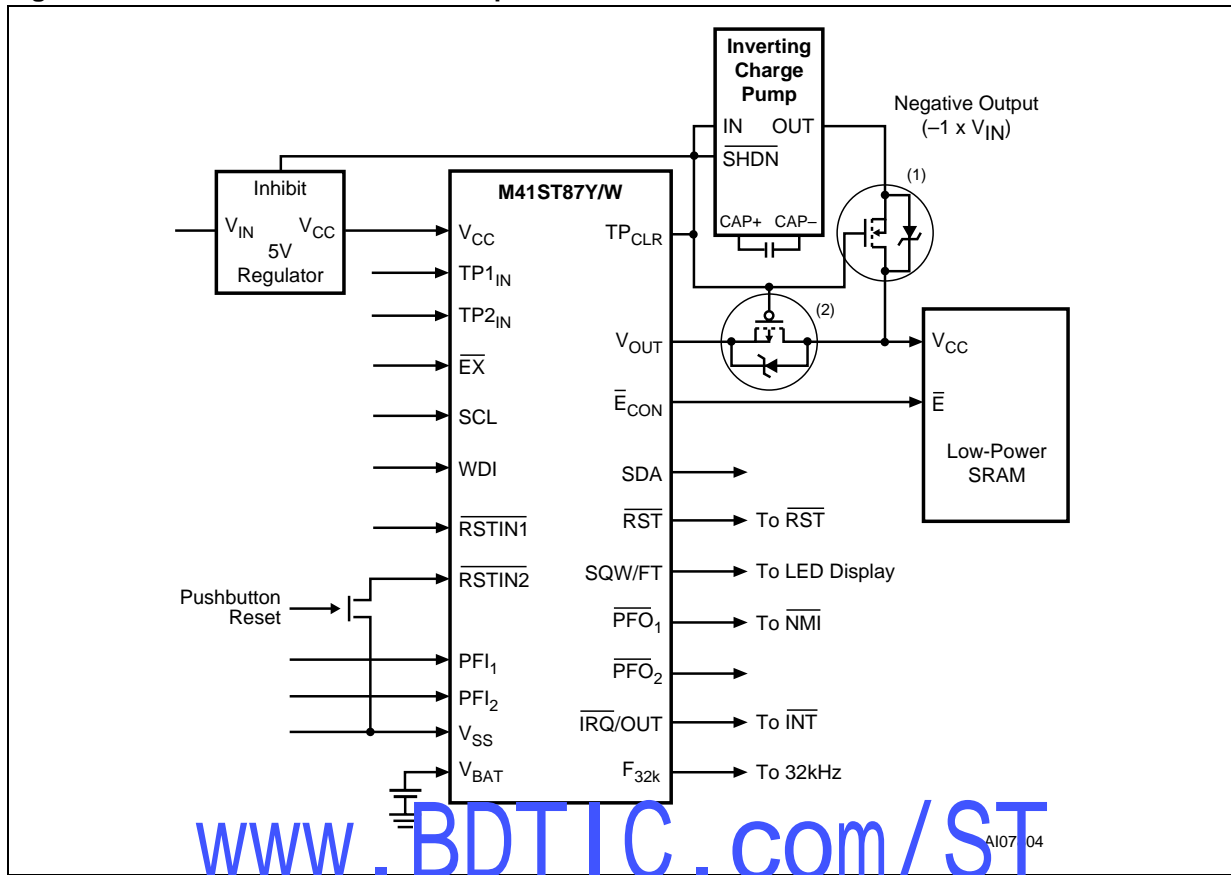 Inverting
Charge
Pump
Negative Output
(–1 x VIN)
IN OUT
SHDN
(1)
Inhibit
M41ST87Y/W
CAP+ CAP–
VIN VCC
5V
Regulator
VCC
TPCLR
TP1IN
TP2IN
(2)
VOUT
VCC
EX
ECON
E
SCL
Low-Power
SRAM
WDI
SDA
RSTIN1
RST
To RST
RSTIN2
SQW/FT
To LED Display
Pushbutton
Reset
PFO1
To NMI
PFI1
PFO2
PFI2
VSS
IRQ/OUT
To INT
VBAT
F32k
To 32kHz
www.BDTIC.com/ST